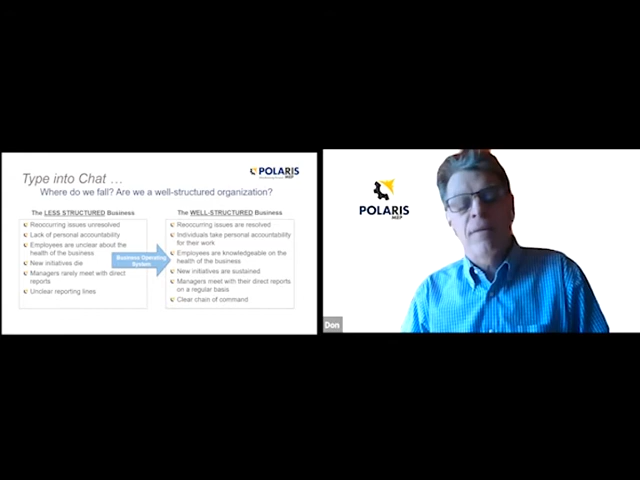 Type into Chat ...
POLARIS
MEP
Where do we fall? Are we a well-structured organization?
The LESS STRUCTURED Business
Reoccurring issues unresolved
Lack of personal accountability
Employees are unclear about the
health of the business
New initiatives die
Managers rarely meet with direct
reports
Unclear reporting lines
Business Operating
System
The WELL-STRUCTURED Business
Reoccurring issues are resolved
Individuals take personal accountability
for their work
Employees are knowledgeable on the
health of the business
New initiatives are sustained
Managers meet with their direct reports
on a regular basis
Clear chain of command
POLARIS
MEP
Don